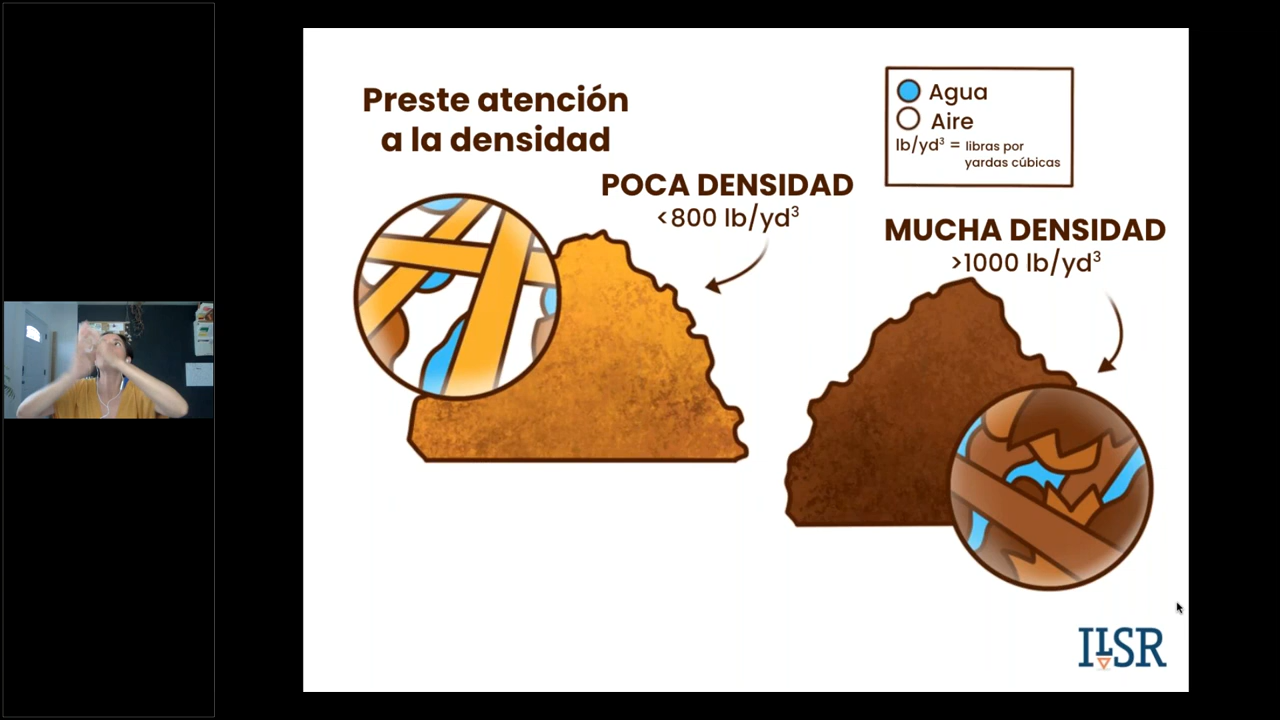 Preste atención
a la densidad
Agua
Aire
lb/yd³ = libras por
yardas cúbicas
POCA DENSIDAD
<800 lb/yd³
MUCHA DENSIDAD
>1000 lb/yd³
ILSR